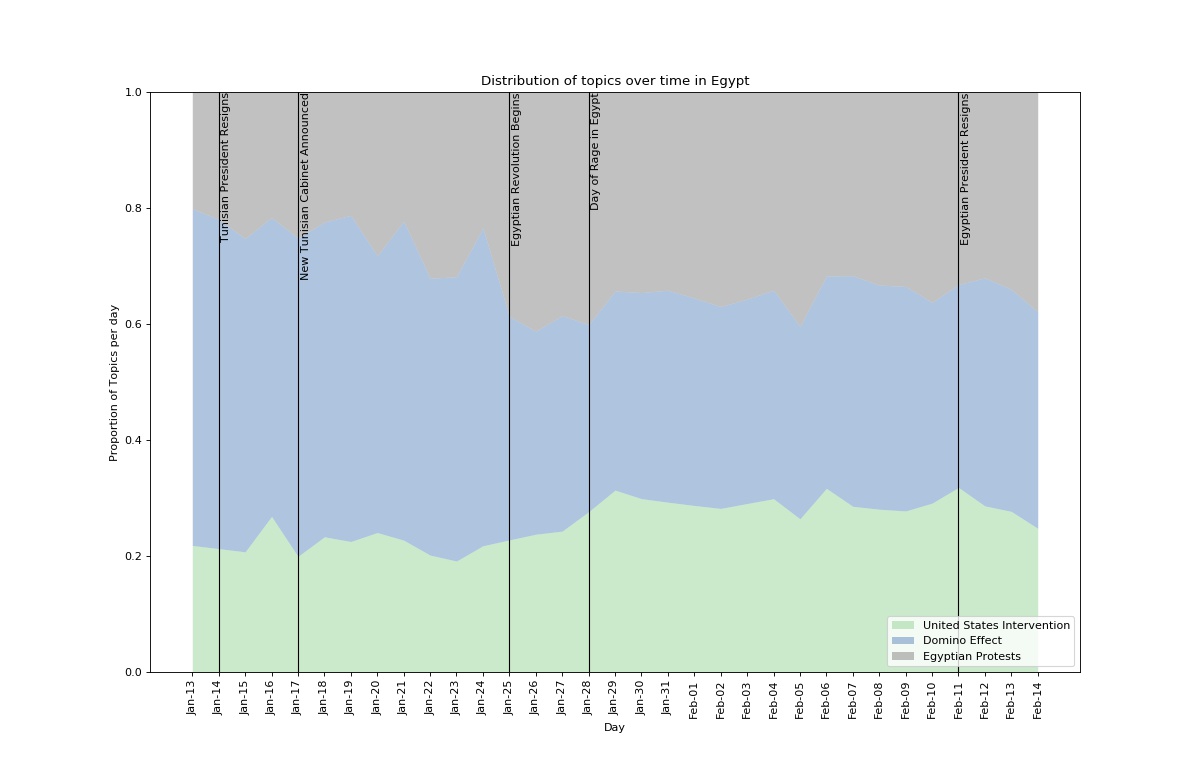 Distribution of topics over time in Egypt
Proportion of Topics per day
1.0
0.8
0.6
0.4
0.2
0.0
Tunisian President Resigns
New Tunisian Cabinet Announced
Egyptian Revolution Begins
Day of Rage in Egypt
Egyptian President Resigns
United States Intervention
Domino Effect
Egyptian Protests
Jan-13
Jan-14
Jan-15
Jan-16
Jan-17
Jan-18
Jan-19
Jan-20
Jan-21
Jan-22
Jan-23
Jan-24
Jan-25
Jan-26
Jan-27
Jan-28
Jan-29
Jan-30
Jan-31
Feb-01
Feb-02
Feb-03
Feb-04
Feb-05
Feb-06
Feb-07
Feb-08
Feb-09
Feb-10
Feb-11
Feb-12
Feb-13
Feb-14
Day